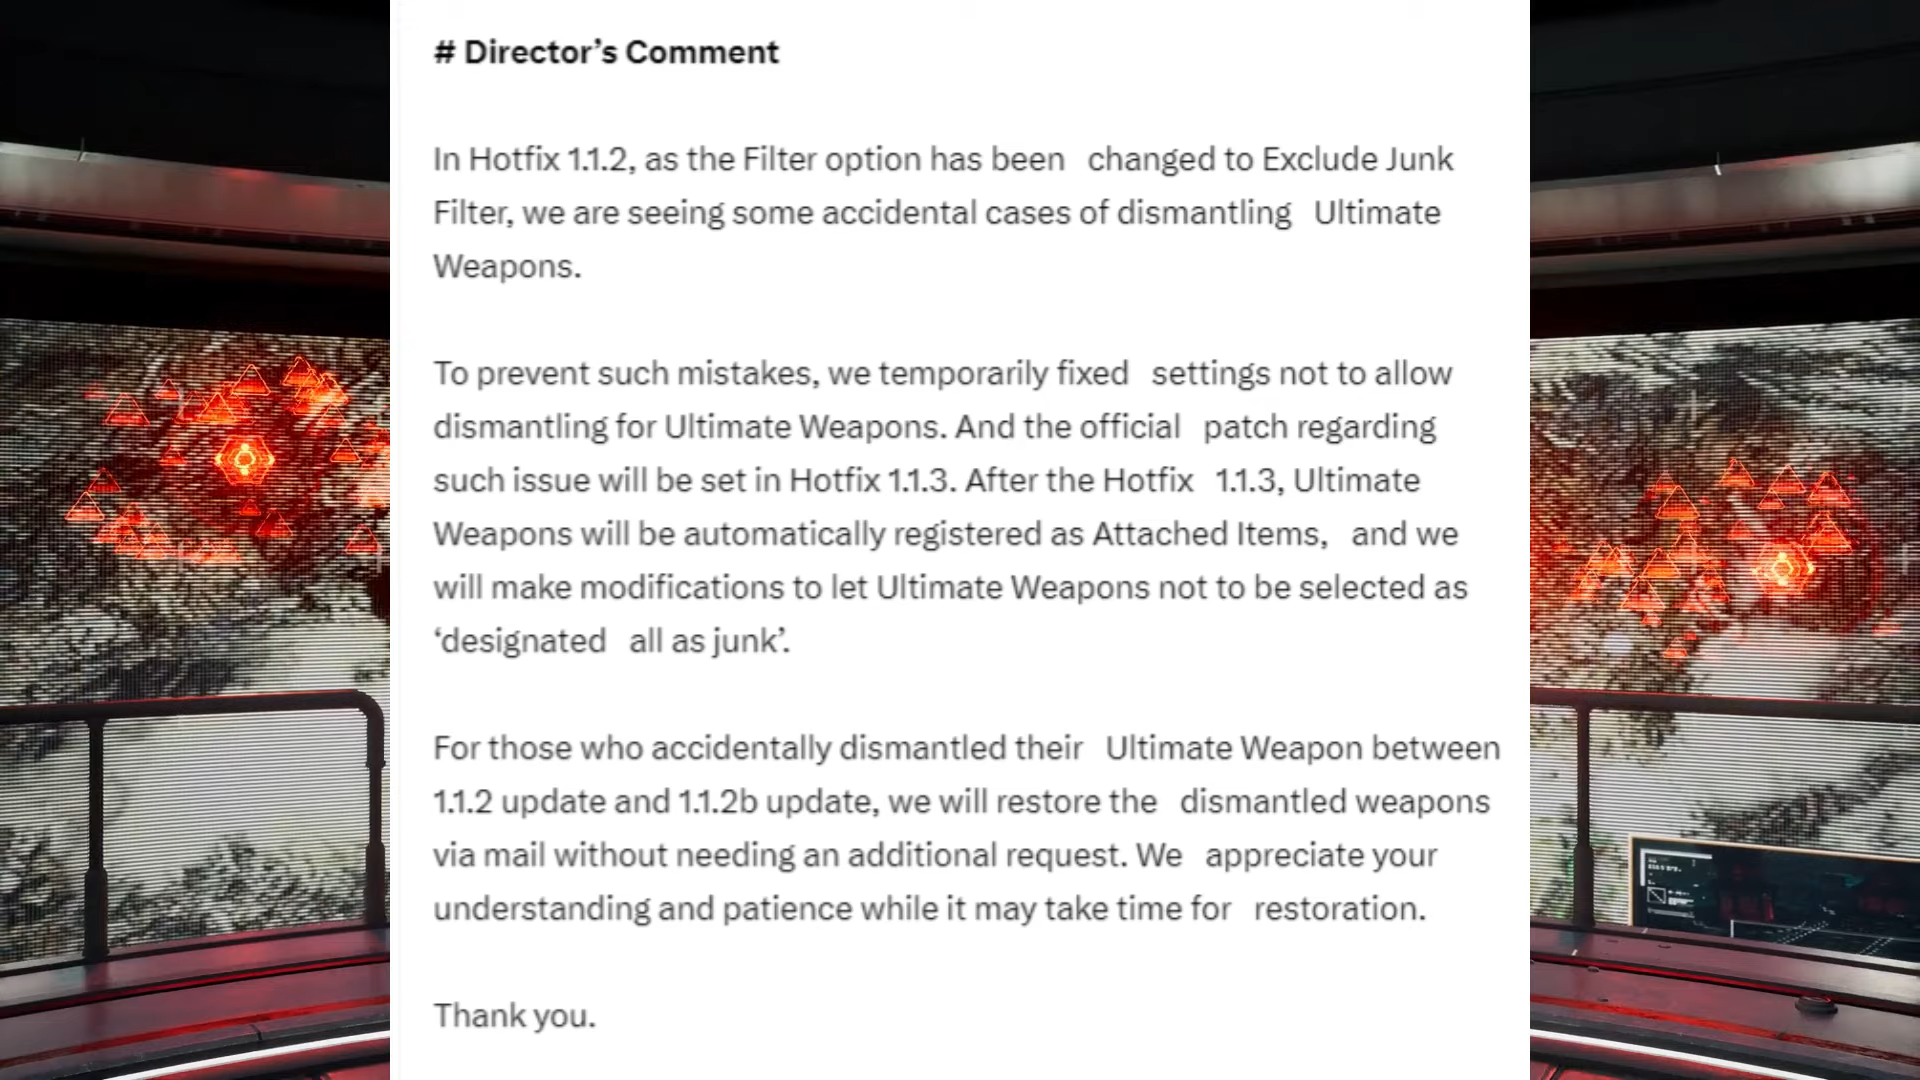 # Director’s Comment
In Hotfix 1.1.2, as the Filter option has been changed to Exclude Junk
Filter, we are seeing some accidental cases of dismantling Ultimate
Weapons.
To prevent such mistakes, we temporarily fixed settings not to allow
dismantling for Ultimate Weapons. And the official patch regarding
such issue will be set in Hotfix 1.1.3. After the Hotfix 1.1.3, Ultimate
Weapons will be automatically registered as Attached Items, and we
will make modifications to let Ultimate Weapons not to be selected as
‘designated all as junk’.
For those who accidentally dismantled their Ultimate Weapon between
1.1.2 update and 1.1.2b update, we will restore the dismantled weapons
via mail without needing an additional request. We appreciate your
understanding and patience while it may take time for restoration.
Thank you.